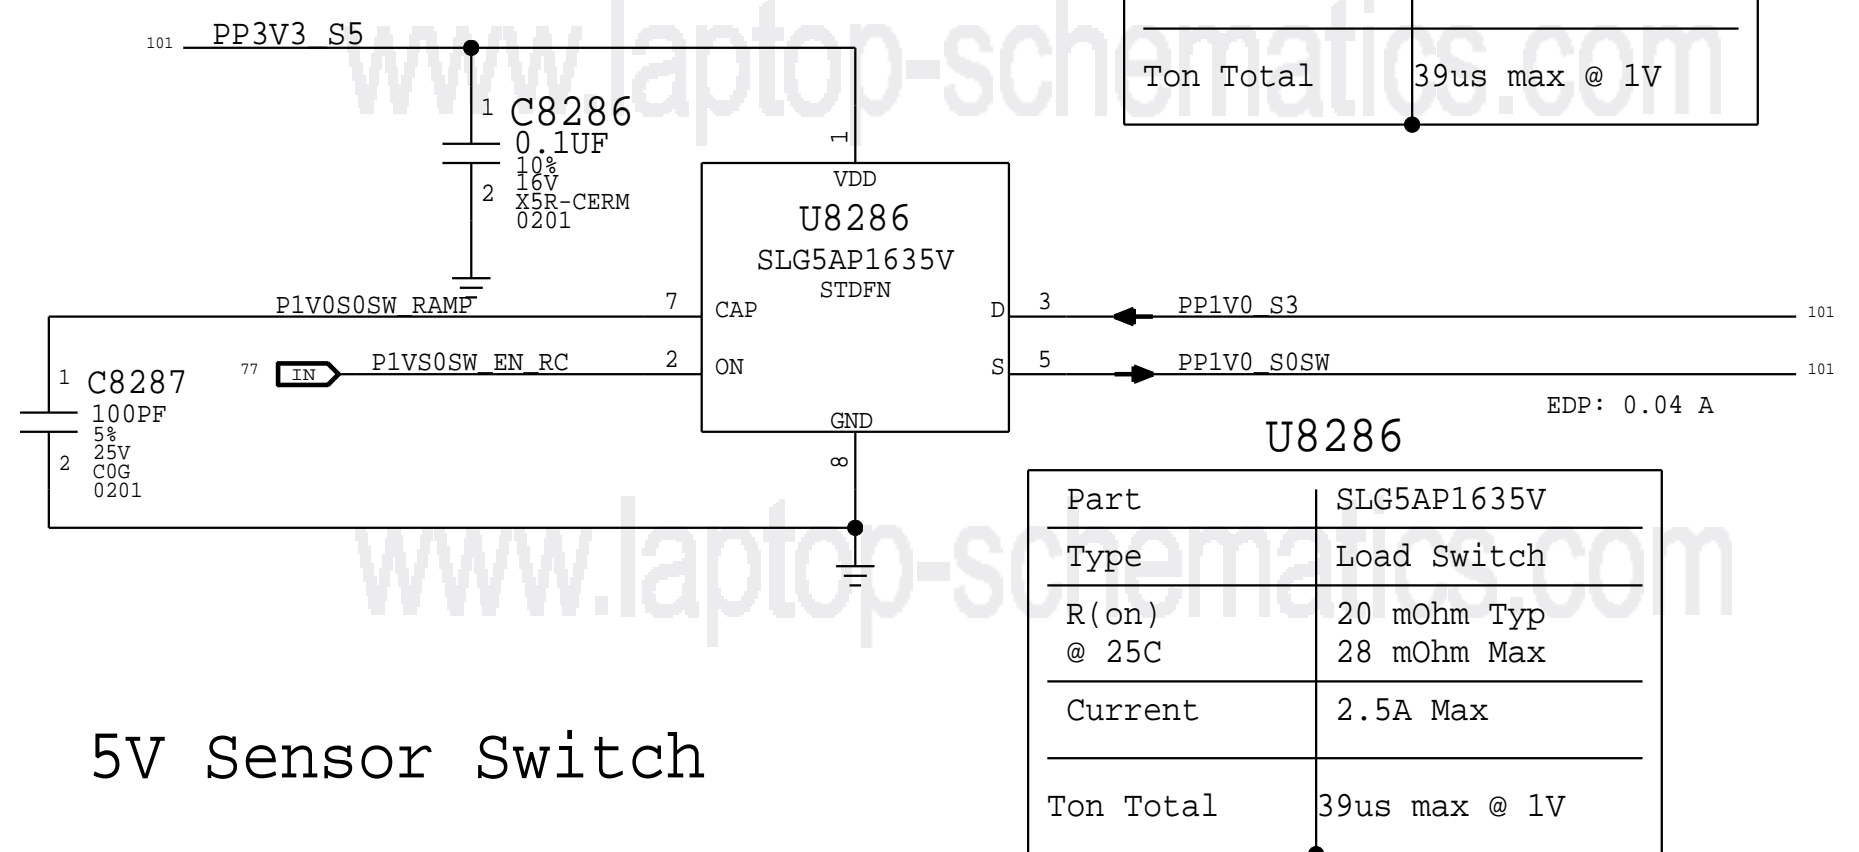 www.laptop-schematics.com
101 PP3V3_S5
Ton Total 39us max @ 1V
1
C8286
0.1UF
10%
16V
X5R-CERM
0201
2
1
VDD
U8286
SLG5AP1635V
STDFN
P1V0S0SW_RAMP 7 CAP
D 3 PP1V0_S3 101
77 IN P1VS0SW_EN_RC 2 ON
S 5 PP1V0_S0SW 101
GND
8
EDP: 0.04 A
1
C8287
100PF
5%
25V
C0G
0201
2
U8286
Part SLG5AP1635V
www.laptop-schematics.com
Type Load Switch
R(on) 20 mOhm Typ
@ 25C 28 mOhm Max
Current 2.5A Max
Ton Total 39us max @ 1V
5V Sensor Switch